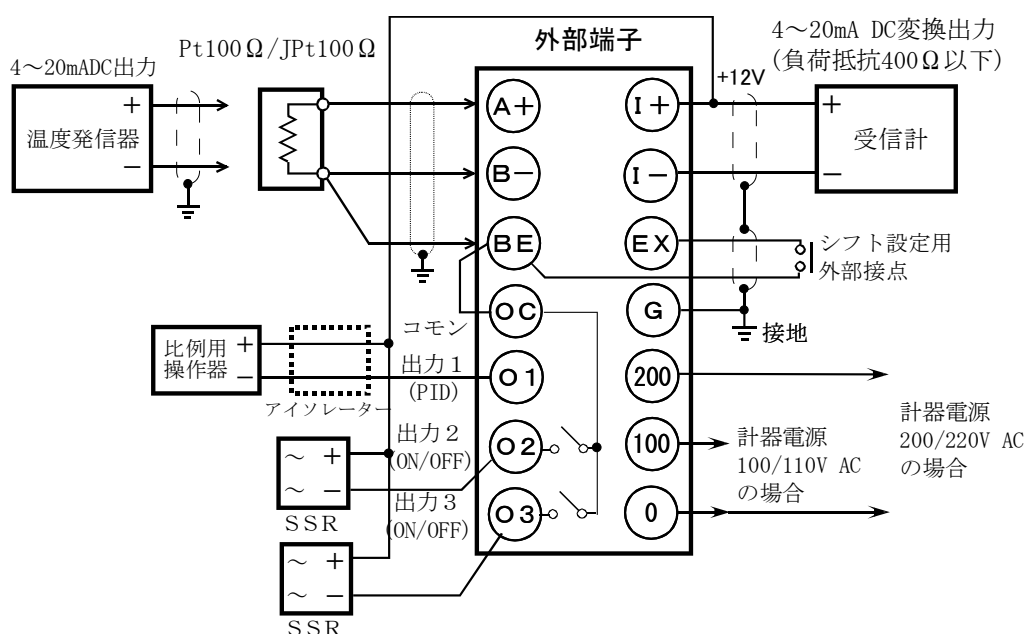 4～20mADC出力
温度発信器
+
−
Pt100Ω/JPt100Ω
外部端子
+12V
4～20mA DC変換出力
(負荷抵抗400Ω以下)
受信計
+
−
A+
B−
BE
OC
O1
O2
O3
I+
I−
EX
G
200
100
0
シフト設定用
外部接点
接地
コモン
比例用
操作器
+
−
アイソレーター
出力1
(PID)
出力2
(ON/OFF)
出力3
(ON/OFF)
～ +
～ −
SSR
～ +
～ −
SSR
計器電源
100/110V AC
の場合
計器電源
200/220V AC
の場合